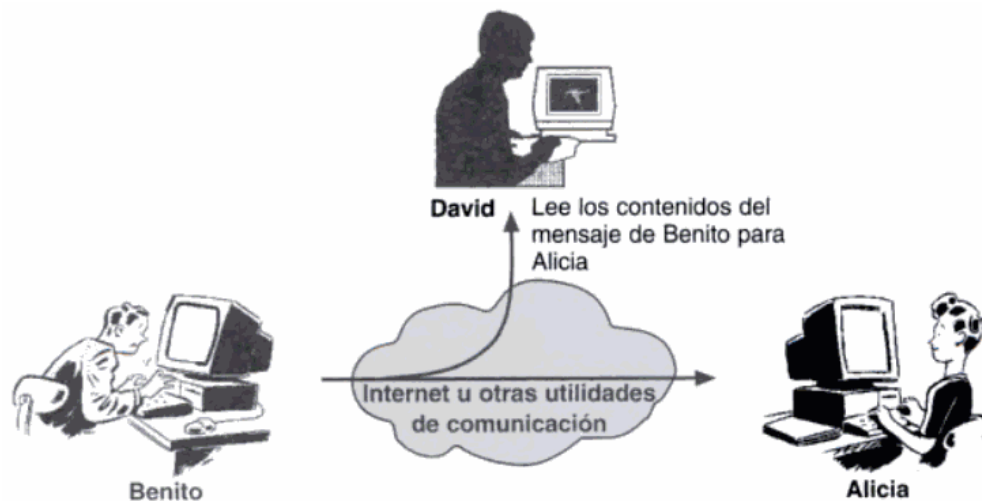 David
Lee los contenidos del
mensaje de Benito para
Alicia
Internet u otras utilidades
de comunicación
Benito
Alicia